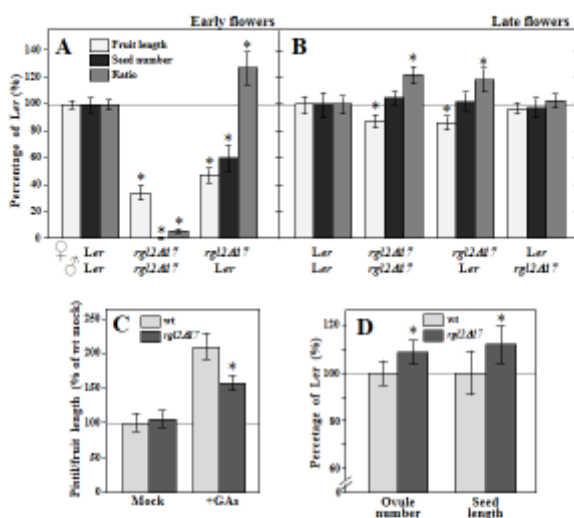 Early flowers
Late flowers
A
Fruit length
Seed number
Ratio
B
Percentage of Ler (%)
140
120
100
80
60
40
20
0
* * * * * *
* * * *
♀ Ler rgl2Δ17 rgl2Δ17 Ler rgl2Δ17 rgl2Δ17 Ler
♂ Ler rgl2Δ17 Ler Ler rgl2Δ17 Ler rgl2Δ17
C
wt
rgl2Δ17
Pistil/fruit length (% of wt mock)
250
200
150
100
50
0
*
Mock +GAs
D
wt
rgl2Δ17
Percetage of Ler (%)
120
100
80
60
0
* *
Ovule number
Seed length